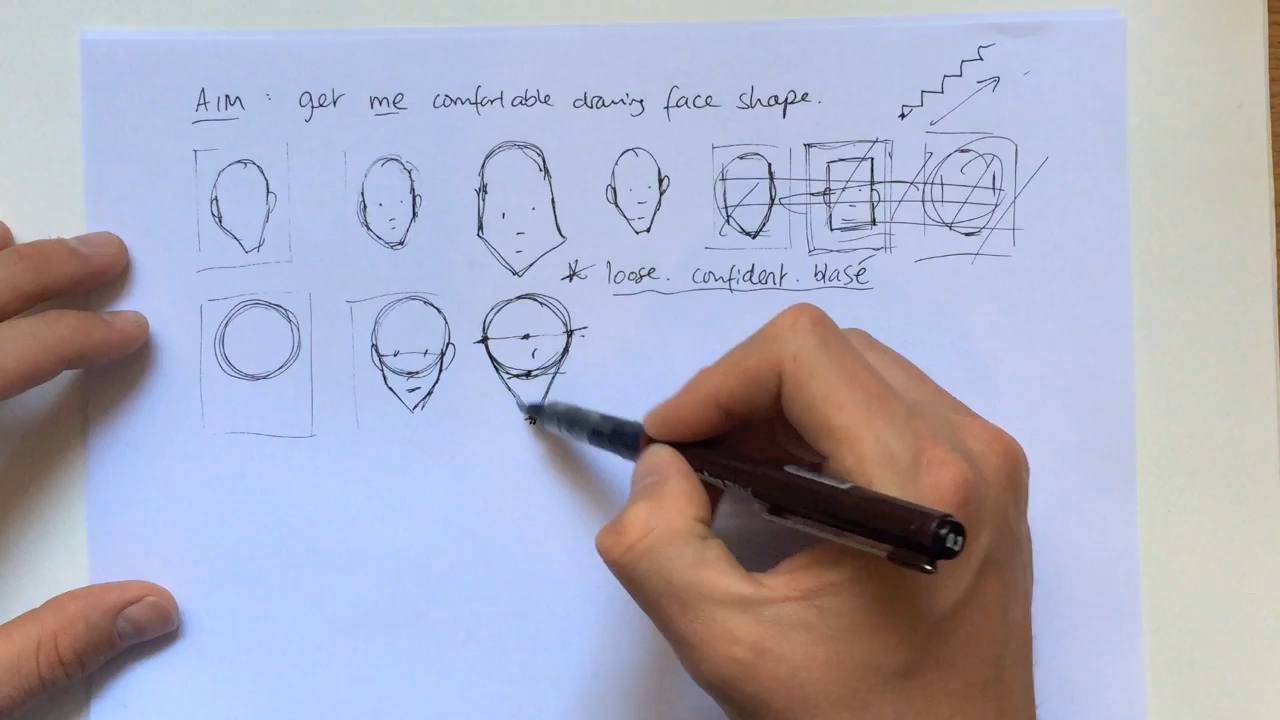 AIM : get me comfortable drawing face shape.
* loose. confident. blasé